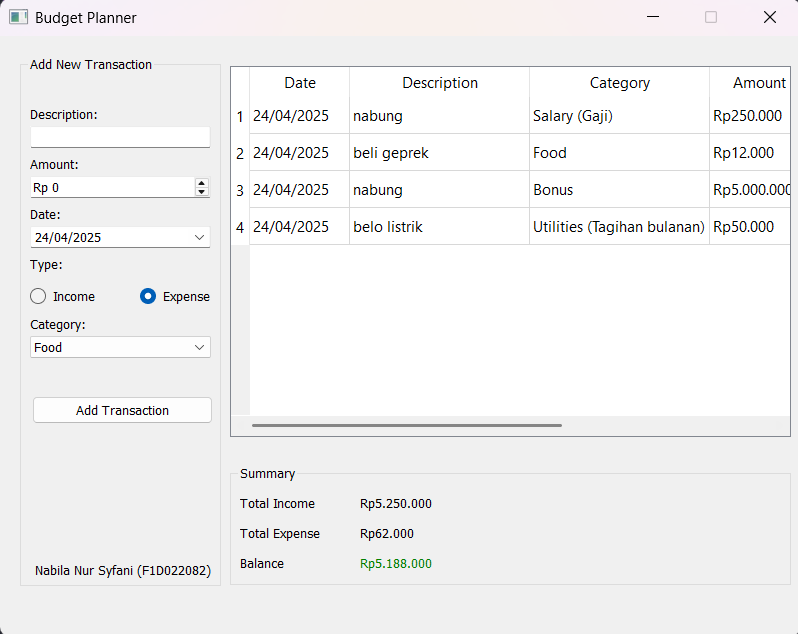 Budget Planner
Add New Transaction
Description:
Amount:
Rp 0
Date:
24/04/2025
Type:
Income Expense
Category:
Food
Add Transaction
Nabila Nur Syfani (F1D022082)
Date Description Category Amount
1 24/04/2025 nabung Salary (Gaji) Rp250.000
2 24/04/2025 beli geprek Food Rp12.000
3 24/04/2025 nabung Bonus Rp5.000.000
4 24/04/2025 belo listrik Utilities (Tagihan bulanan) Rp50.000
Summary
Total Income Rp5.250.000
Total Expense Rp62.000
Balance Rp5.188.000